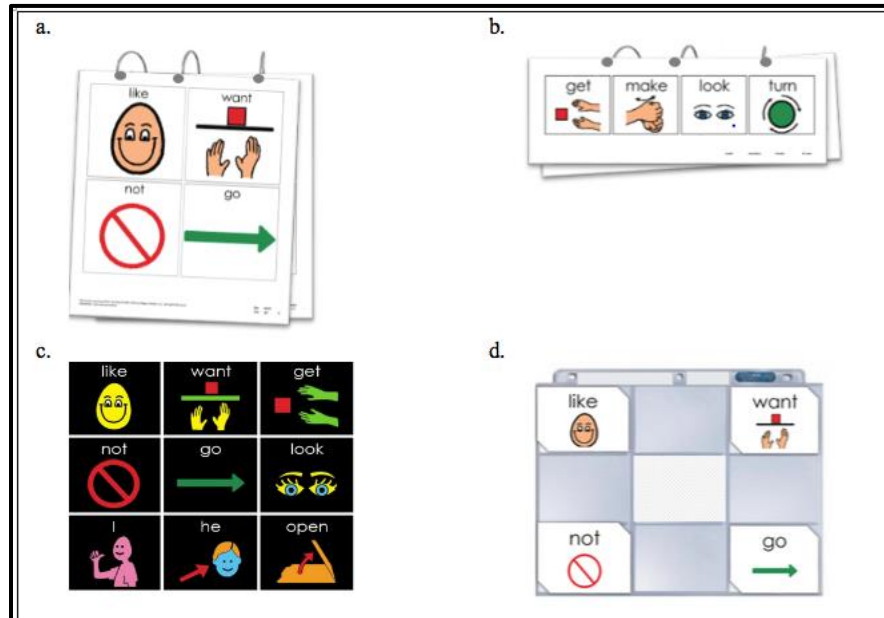 a.
like want
not go
b.
get make look turn
c.
like want get
not go look
I he open
d.
like want
not go